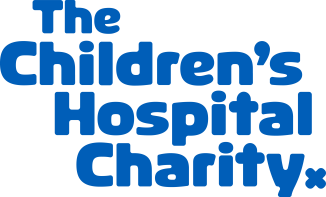 The
Children's
Hospital
Charity x